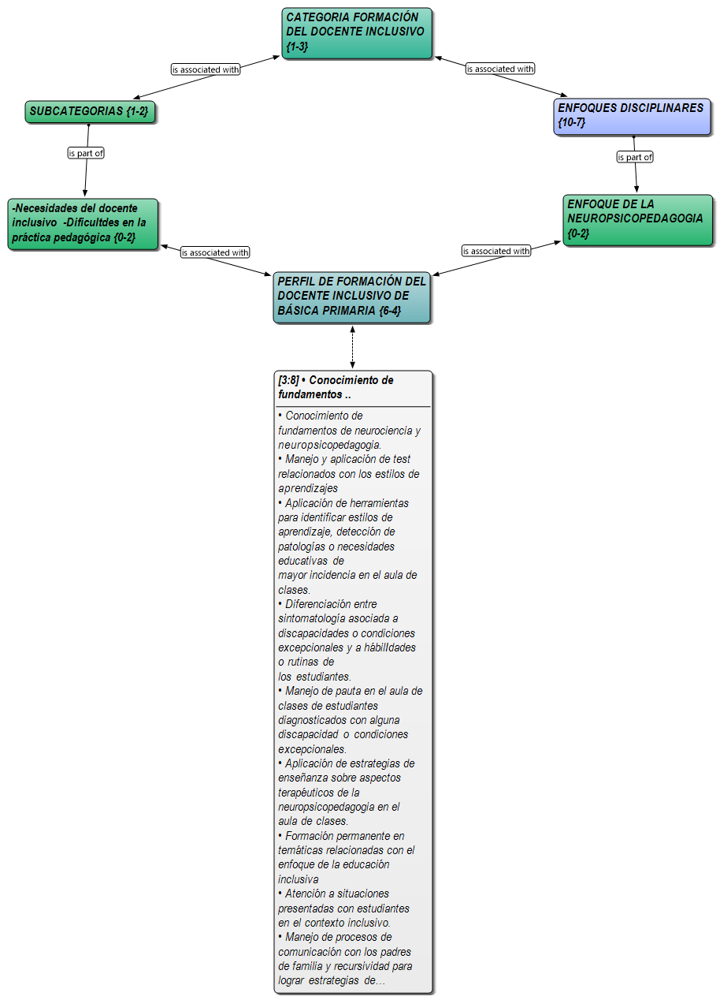 CATEGORIA FORMACIÓN
DEL DOCENTE INCLUSIVO
{1-3}
is associated with
is associated with
SUBCATEGORIAS {1-2}
ENFOQUES DISCIPLINARES
{10-7}
is part of
is part of
-Necesidades del docente
inclusivo -Dificultdes en la
práctica pedagógica {0-2}
ENFOQUE DE LA
NEUROPSICOPEDAGOGIA
{0-2}
is associated with
is associated with
PERFIL DE FORMACIÓN DEL
DOCENTE INCLUSIVO DE
BÁSICA PRIMARIA {6-4}
[3:8] • Conocimiento de
fundamentos ..
• Conocimiento de
fundamentos de neurociencia y
neuropsicopedagogia.
• Manejo y aplicación de test
relacionados con los estilos de
aprendizajes
• Aplicación de herramientas
para identificar estilos de
aprendizaje, detección de
patologías o necesidades
educativas de
mayor incidencia en el aula de
clases.
• Diferenciación entre
sintomatología asociada a
discapacidades o condiciones
excepcionales y a hábilIdades
o rutinas de
los estudiantes.
• Manejo de pauta en el aula de
clases de estudiantes
diagnosticados con alguna
discapacidad o condiciones
excepcionales.
• Aplicación de estrategias de
enseñanza sobre aspectos
terapéuticos de la
neuropsicopedagogia en el
aula de clases.
• Formación permanente en
temáticas relacionadas con el
enfoque de la educación
inclusiva
• Atención a situaciones
presentadas con estudiantes
en el contexto inclusivo.
• Manejo de procesos de
comunicación con los padres
de familia y recursividad para
lograr estrategias de...